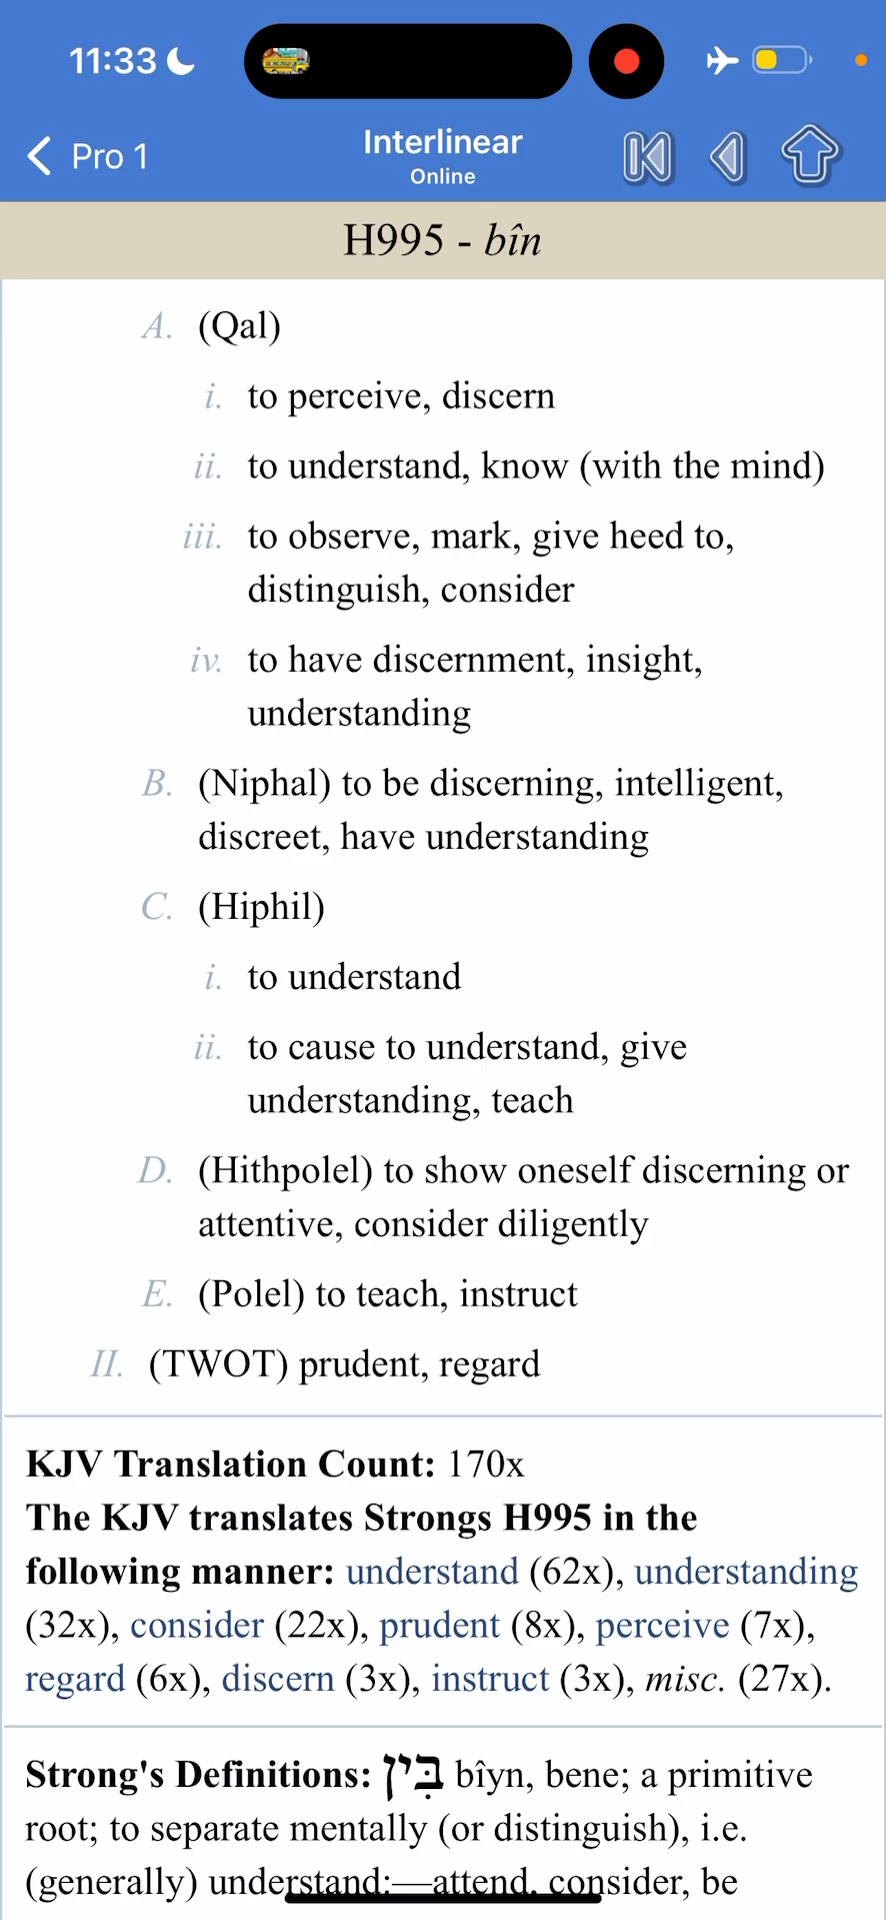 11:33
Pro 1
Interlinear
Online
H995 - bîn
A. (Qal)
i. to perceive, discern
ii. to understand, know (with the mind)
iii. to observe, mark, give heed to,
distinguish, consider
iv. to have discernment, insight,
understanding
B. (Niphal) to be discerning, intelligent,
discreet, have understanding
C. (Hiphil)
i. to understand
ii. to cause to understand, give
understanding, teach
D. (Hithpolel) to show oneself discerning or
attentive, consider diligently
E. (Polel) to teach, instruct
II. (TWOT) prudent, regard
KJV Translation Count: 170x
The KJV translates Strongs H995 in the
following manner: understand (62x), understanding
(32x), consider (22x), prudent (8x), perceive (7x),
regard (6x), discern (3x), instruct (3x), misc. (27x).
Strong's Definitions: בִּין bîyn, bene; a primitive
root; to separate mentally (or distinguish), i.e.
(generally) understand:—attend, consider, be